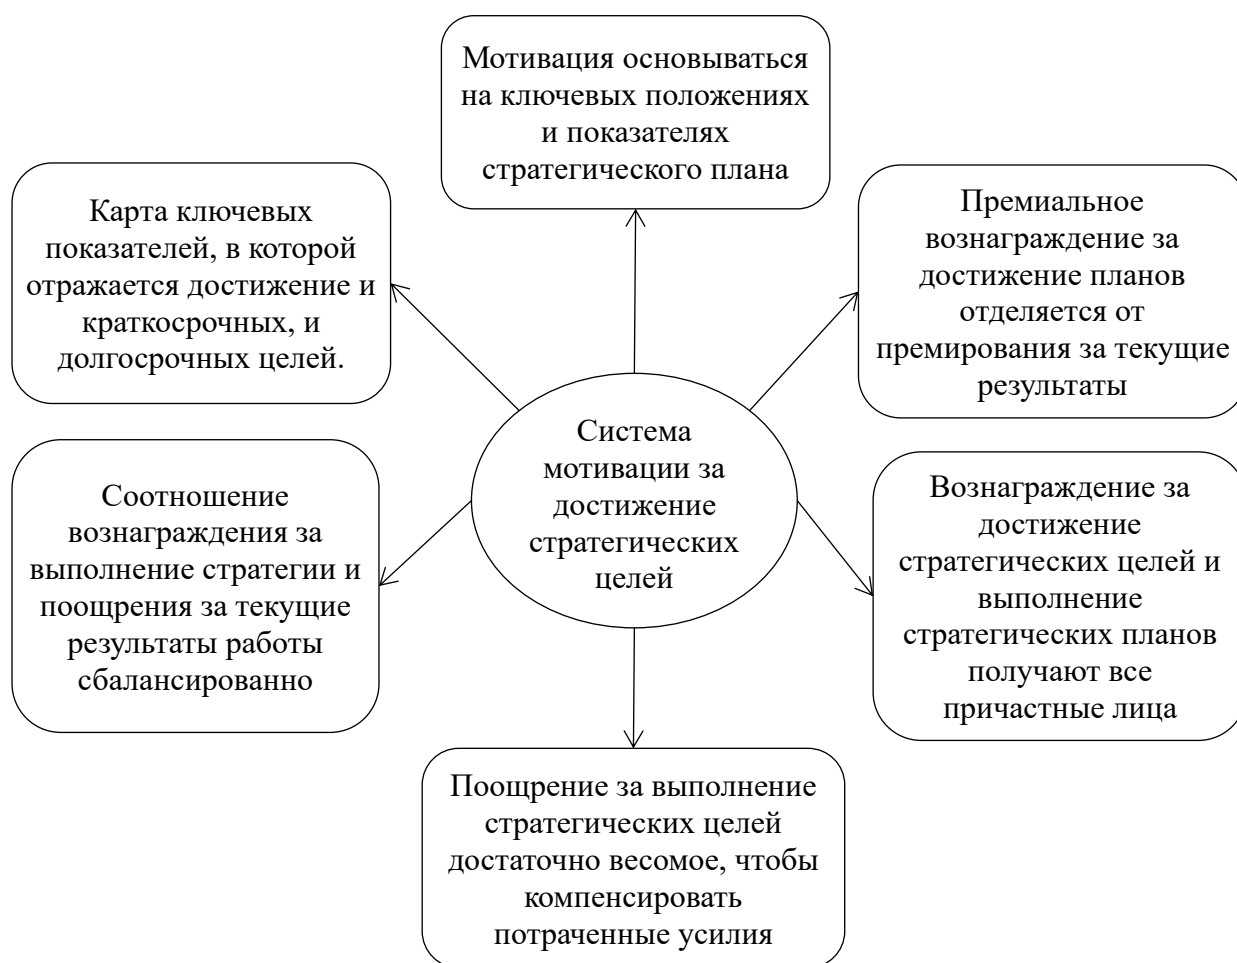 Мотивация основываться
на ключевых положениях
и показателях
стратегического плана
Карта ключевых
показателей, в которой
отражается достижение и
краткосрочных, и
долгосрочных целей.
Премиальное
вознаграждение за
достижение планов
отделяется от
премирования за текущие
результаты
Система
мотивации за
достижение
стратегических
целей
Соотношение
вознаграждения за
выполнение стратегии и
поощрения за текущие
результаты работы
сбалансированно
Вознаграждение за
достижение
стратегических целей и
выполнение
стратегических планов
получают все
причастные лица
Поощрение за выполнение
стратегических целей
достаточно весомое, чтобы
компенсировать
потраченные усилия